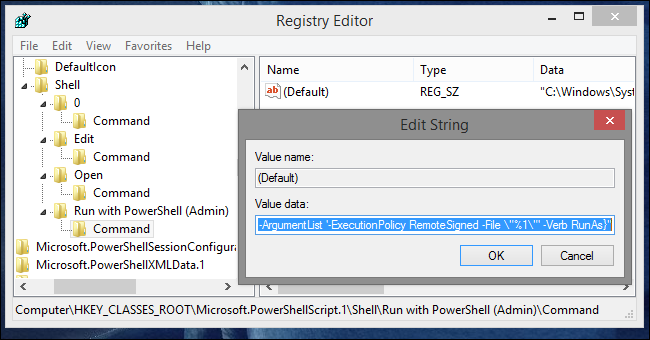 Registry Editor
File Edit View Favorites Help
DefaultIcon
Shell
0
Command
Edit
Command
Open
Command
Run with PowerShell (Admin)
Command
Microsoft.PowerShellSessionConfigura
Microsoft.PowerShellXMLData.1
Name Type Data
(Default) REG_SZ "C:\Windows\Syst
Edit String
Value name:
(Default)
Value data:
-ArgumentList '-ExecutionPolicy RemoteSigned -File \"%1\"' -Verb RunAs}"
OK Cancel
Computer\HKEY_CLASSES_ROOT\Microsoft.PowerShellScript.1\Shell\Run with PowerShell (Admin)\Command